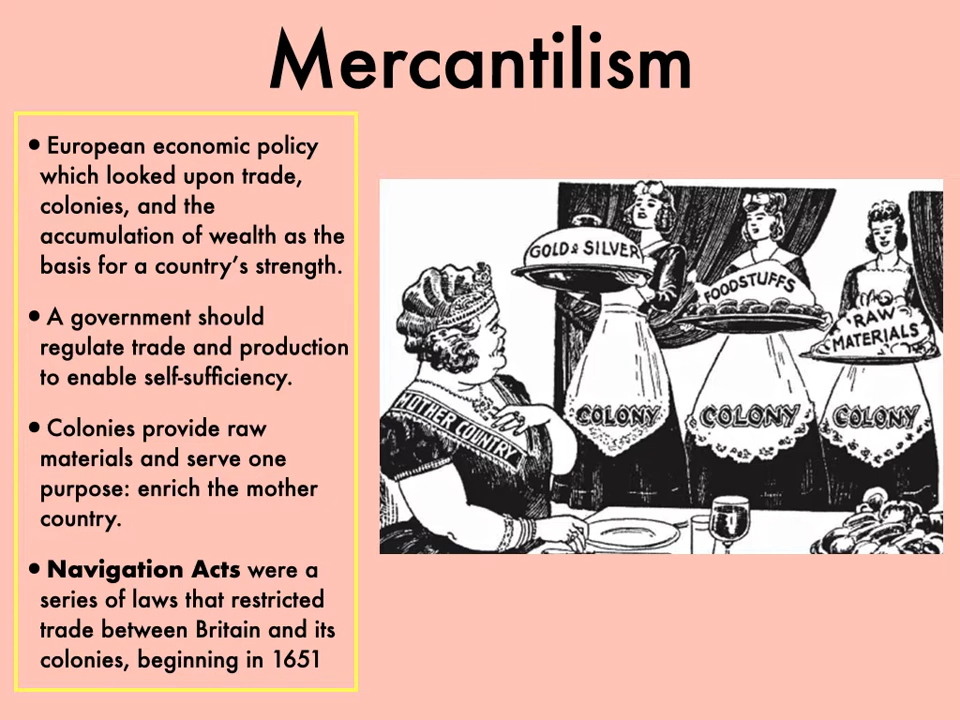 Mercantilism
• European economic policy
which looked upon trade,
colonies, and the
accumulation of wealth as the
basis for a country's strength.
• A government should
regulate trade and production
to enable self-sufficiency.
• Colonies provide raw
materials and serve one
purpose: enrich the mother
country.
• Navigation Acts were a
series of laws that restricted
trade between Britain and its
colonies, beginning in 1651
GOLD & SILVER
FOODSTUFFS
RAW
MATERIALS
MOTHER COUNTRY
COLONY
COLONY
COLONY